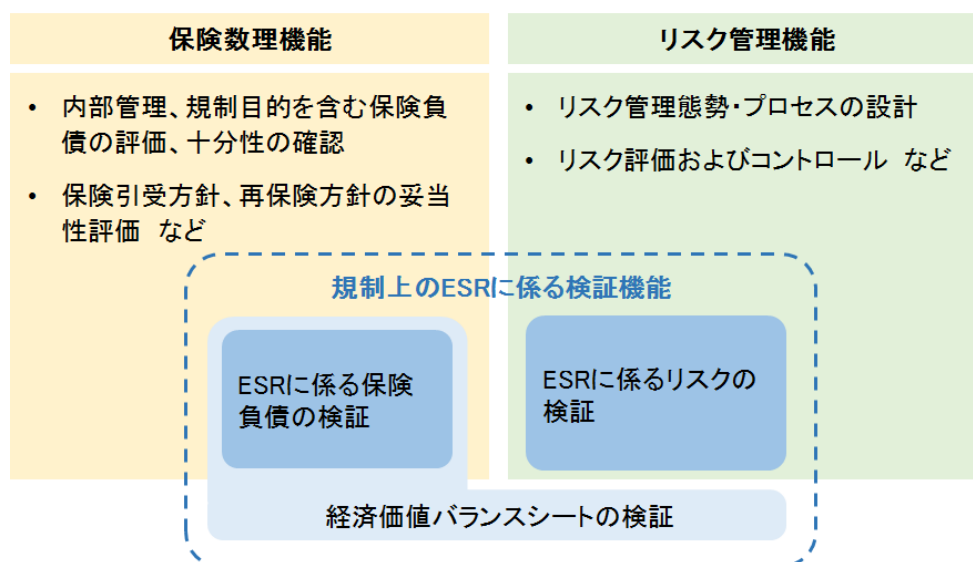 保険数理機能
• 内部管理、規制目的を含む保険負
債の評価、十分性の確認
• 保険引受方針、再保険方針の妥当
性評価 など
リスク管理機能
• リスク管理態勢・プロセスの設計
• リスク評価およびコントロール など
規制上のESRに係る検証機能
ESRに係る保険
負債の検証
ESRに係るリスクの
検証
経済価値バランスシートの検証